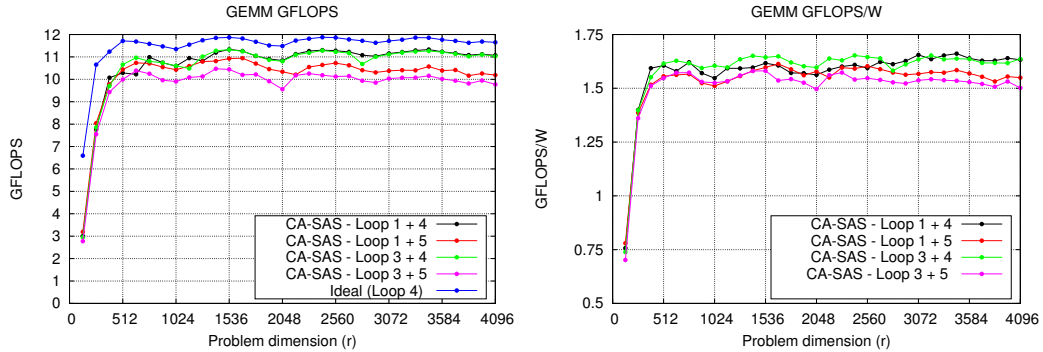 GEMM GFLOPS
12
11
10
9
8
7
6
5
4
3
2
1
0
GFLOPS
CA-SAS - Loop 1 + 4
CA-SAS - Loop 1 + 5
CA-SAS - Loop 3 + 4
CA-SAS - Loop 3 + 5
Ideal (Loop 4)
0 512 1024 1536 2048 2560 3072 3584 4096
Problem dimension (r)
GEMM GFLOPS/W
1.75
1.5
1.25
1
0.75
0.5
GFLOPS/W
CA-SAS - Loop 1 + 4
CA-SAS - Loop 1 + 5
CA-SAS - Loop 3 + 4
CA-SAS - Loop 3 + 5
0 512 1024 1536 2048 2560 3072 3584 4096
Problem dimension (r)